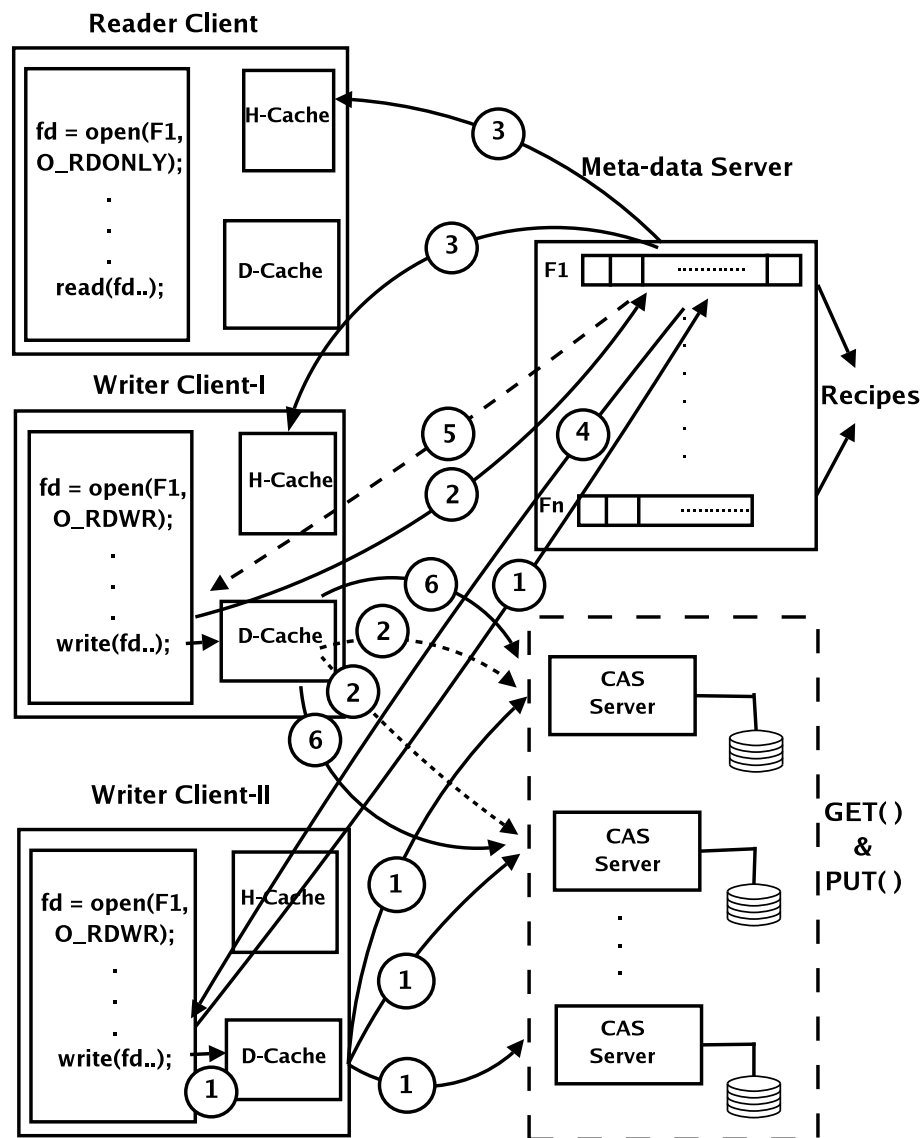 Reader Client
H-Cache
fd = open(F1,
O_RDONLY);
.
.
.
read(fd..);
D-Cache
3
3
Meta-data Server
F1
............
.
.
.
.
.
.
Fn
.............
Recipes
Writer Client-I
H-Cache
fd = open(F1,
O_RDWR);
.
.
.
write(fd..);
D-Cache
5
4
2
1
6
2
2
6
Writer Client-II
H-Cache
fd = open(F1,
O_RDWR);
.
.
.
write(fd..);
D-Cache
1
1
1
1
CAS
Server
CAS
Server
.
.
.
CAS
Server
GET( )
&
PUT( )